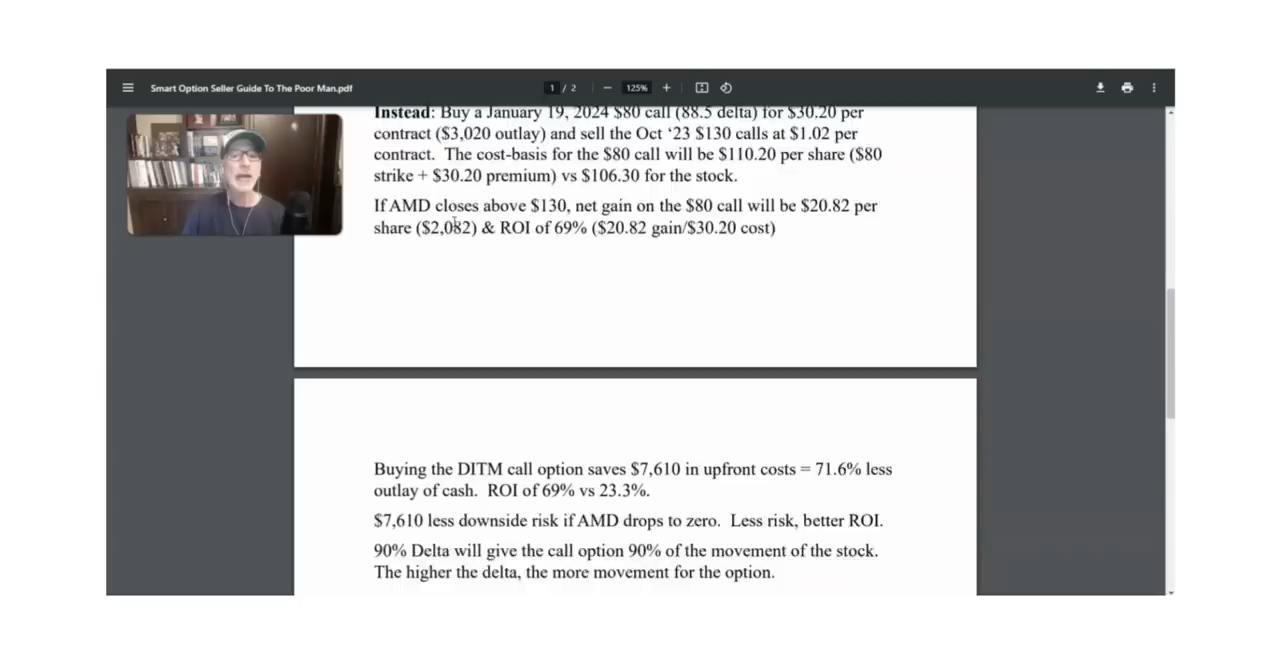 Smart Option Seller Guide To The Poor Man.pdf
1 / 2
125%
Instead: Buy a January 19, 2024 $80 call (88.5 delta) for $30.20 per
contract ($3,020 outlay) and sell the Oct ‘23 $130 calls at $1.02 per
contract. The cost-basis for the $80 call will be $110.20 per share ($80
strike + $30.20 premium) vs $106.30 for the stock.
If AMD closes above $130, net gain on the $80 call will be $20.82 per
share ($2,082) & ROI of 69% ($20.82 gain/$30.20 cost)
Buying the DITM call option saves $7,610 in upfront costs = 71.6% less
outlay of cash. ROI of 69% vs 23.3%.
$7,610 less downside risk if AMD drops to zero. Less risk, better ROI.
90% Delta will give the call option 90% of the movement of the stock.
The higher the delta, the more movement for the option.